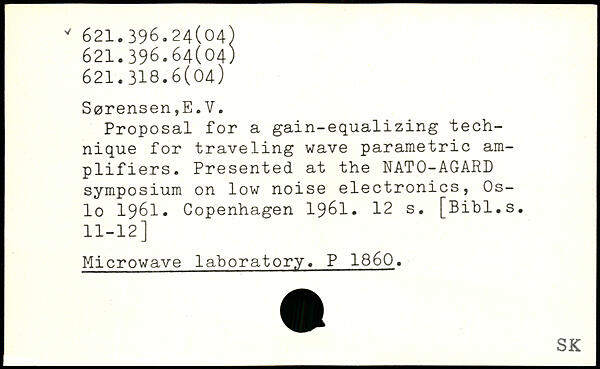 ✓ 621.396.24(04)
621.396.64(04)
621.318.6(04)
Sørensen,E.V.
Proposal for a gain-equalizing tech-
nique for traveling wave parametric am-
plifiers. Presented at the NATO-AGARD
symposium on low noise electronics, Os-
lo 1961. Copenhagen 1961. 12 s. [Bibl.s.
11-12]
Microwave laboratory. P 1860.
SK